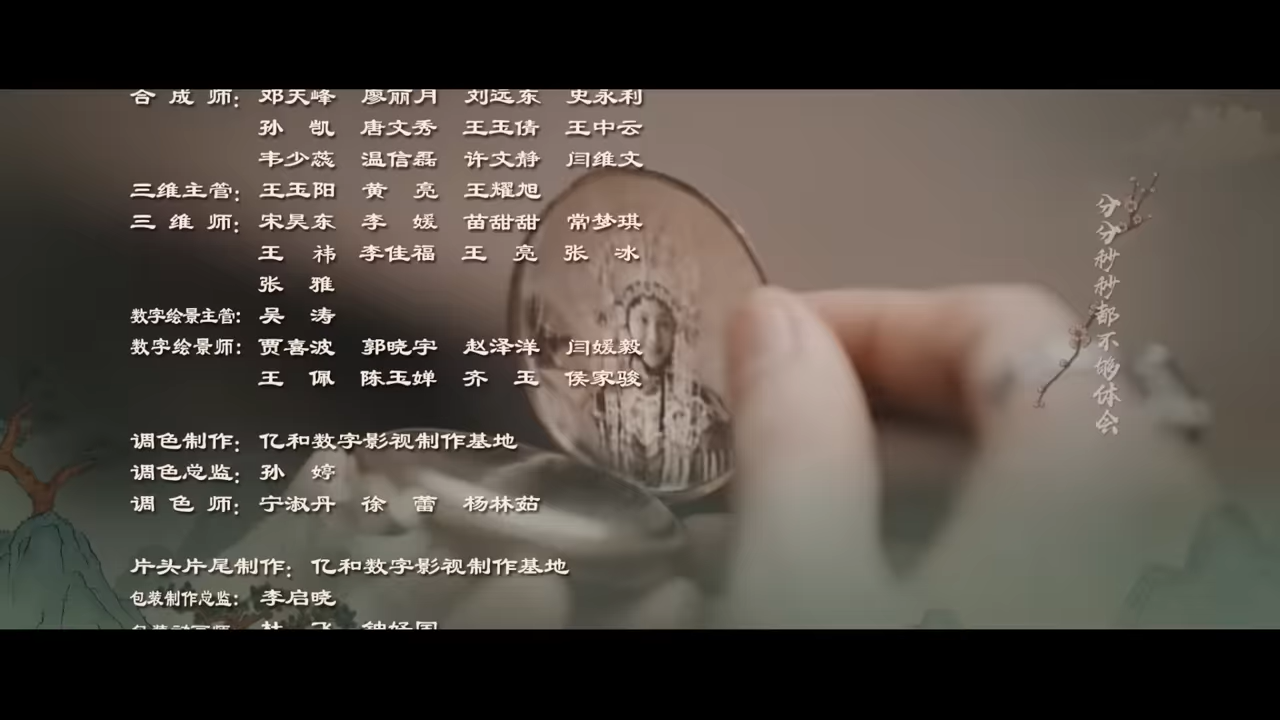 合成师：邓天峰 廖丽月 刘远东 史永利
孙凯 唐文秀 王玉倩 王中云
韦少蕊 温信磊 许文静 闫维文
三维主管：王玉阳 黄亮 王耀旭
三维师：宋昊东 李媛 苗甜甜 常梦琪
王祎 李佳福 王亮 张冰
张雅
数字绘景主管：吴涛
数字绘景师：贾喜波 郭晓宇 赵泽洋 闫媛毅
王佩 陈玉婵 齐玉 侯家骏
调色制作：亿和数字影视制作基地
调色总监：孙婷
调色师：宁淑丹 徐蕾 杨林茹
片头片尾制作：亿和数字影视制作基地
包装制作总监：李启晓
分分秒秒都不够体会